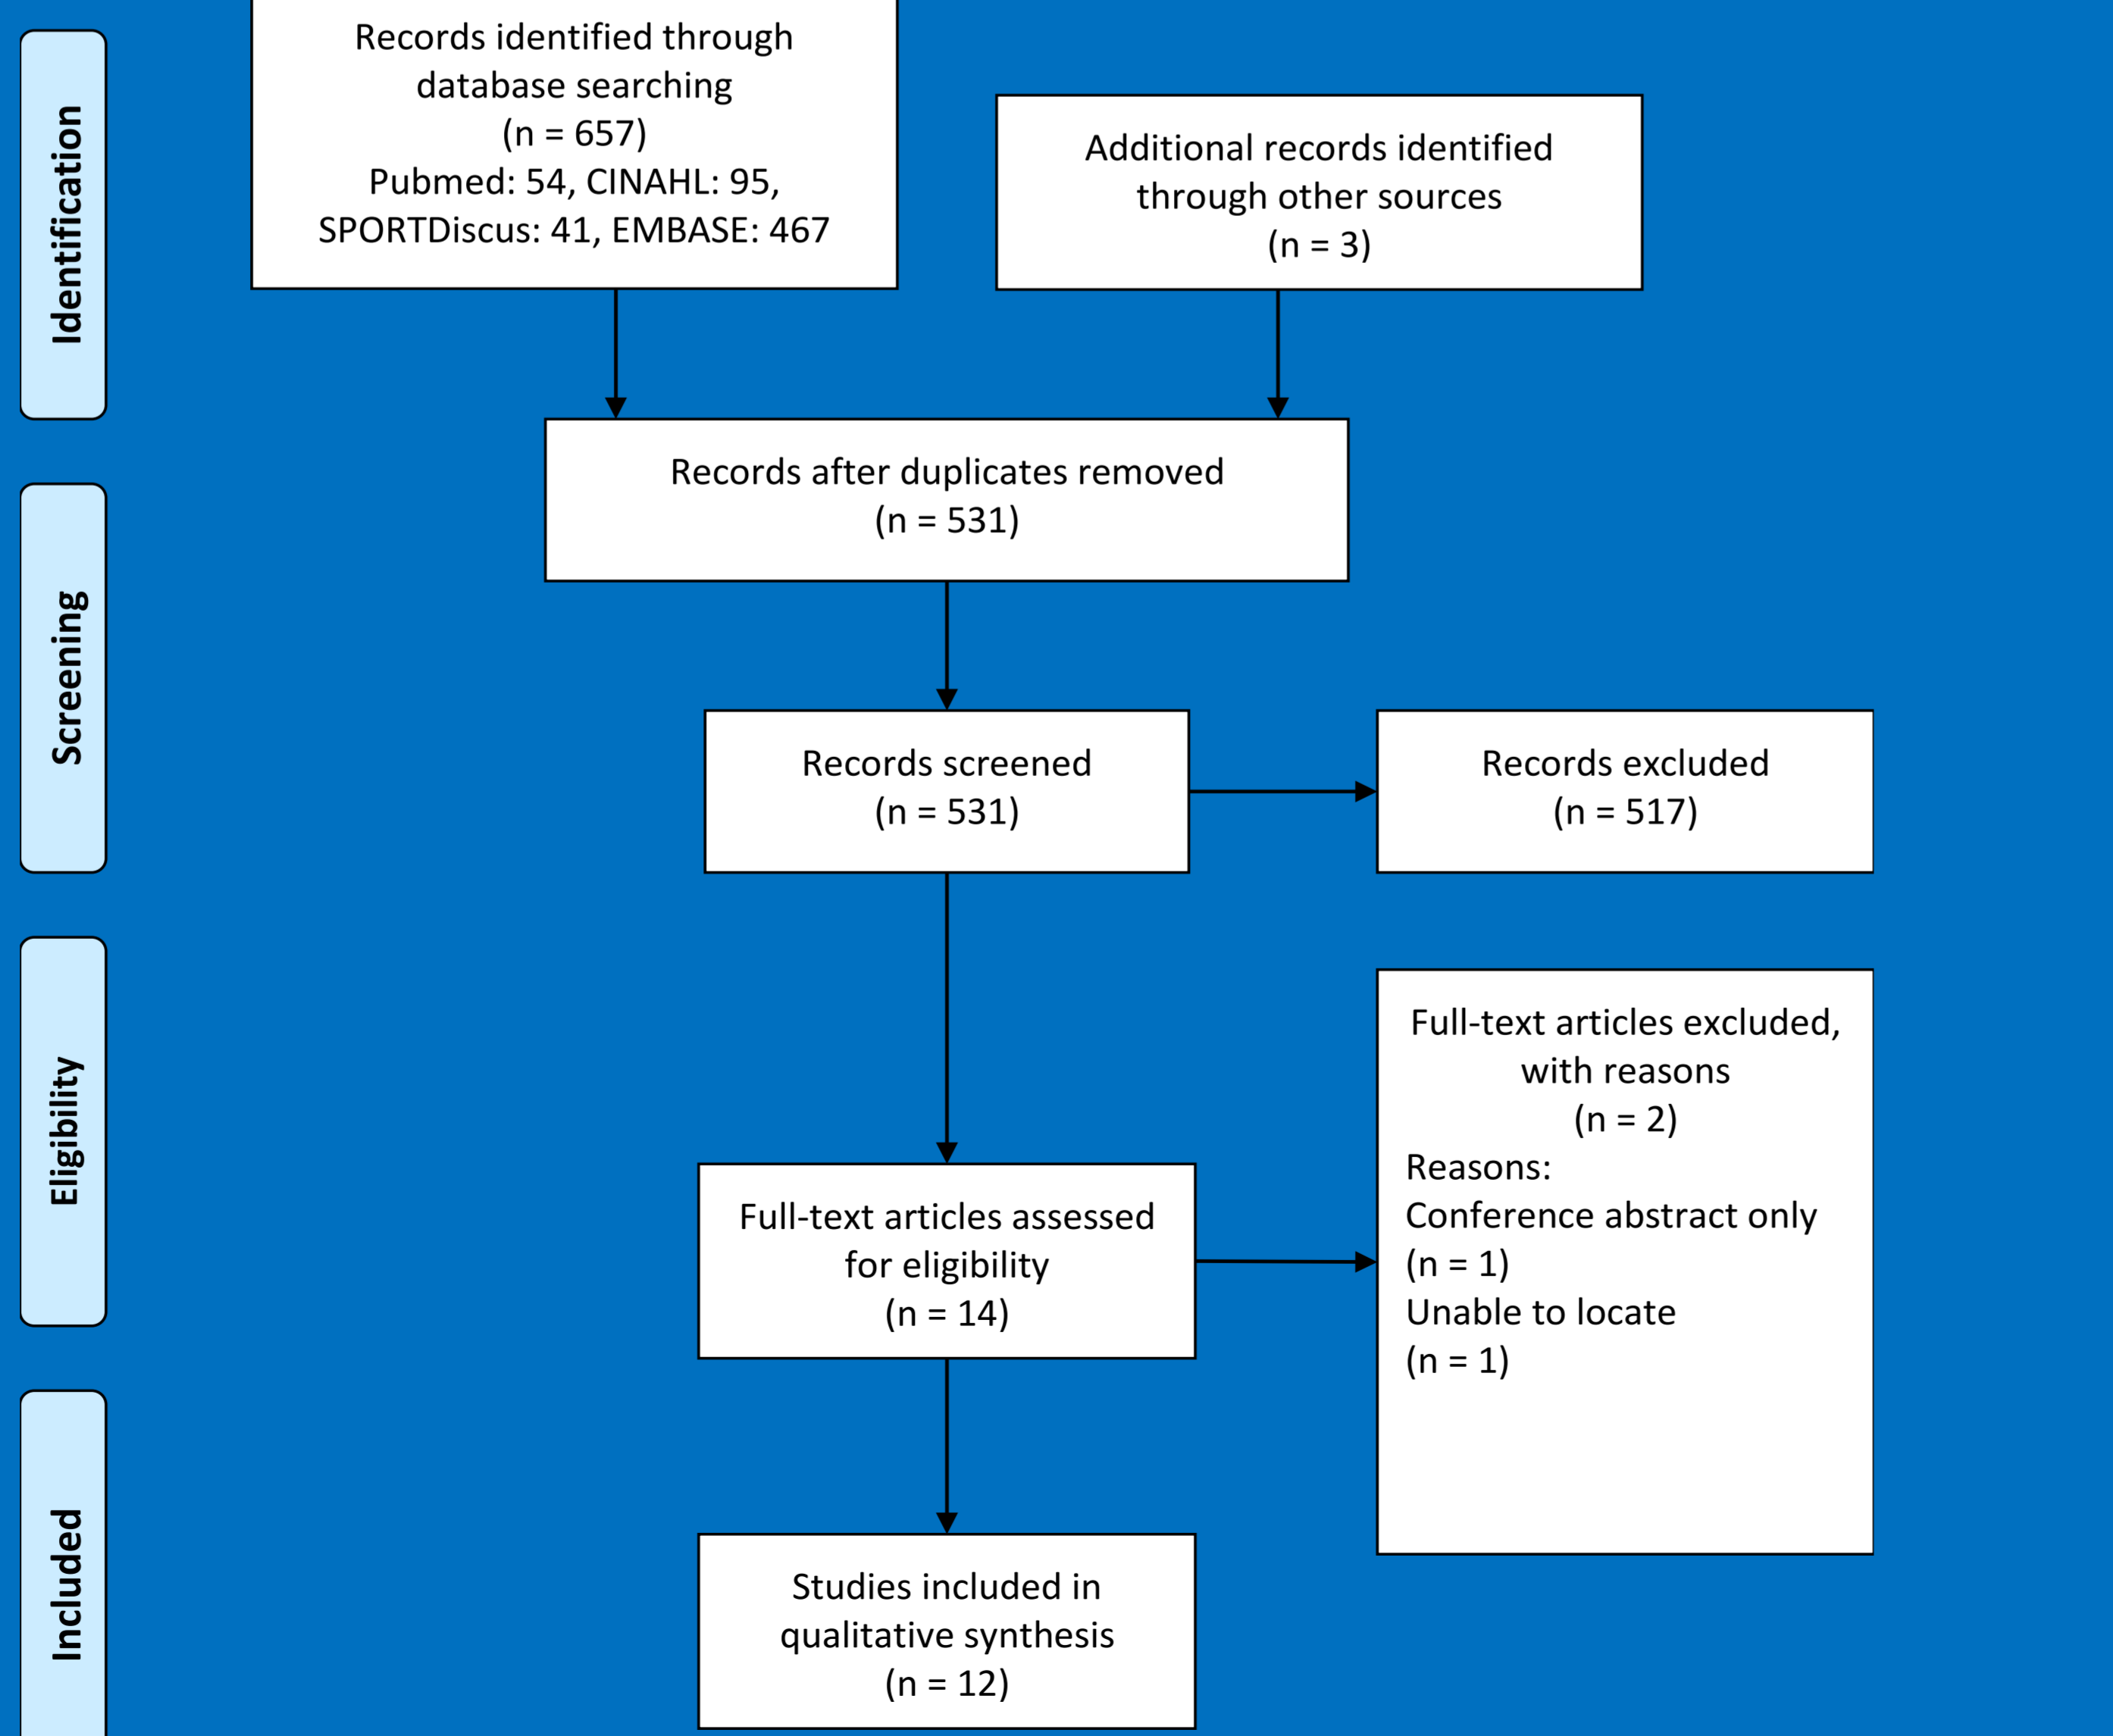 Identification
Records identified through
database searching
(n = 657)
Pubmed: 54, CINAHL: 95,
SPORTDiscus: 41, EMBASE: 467
Additional records identified
through other sources
(n = 3)
Records after duplicates removed
(n = 531)
Screening
Records screened
(n = 531)
Records excluded
(n = 517)
Eligibility
Full-text articles assessed
for eligibility
(n = 14)
Full-text articles excluded,
with reasons
(n = 2)
Reasons:
Conference abstract only
(n = 1)
Unable to locate
(n = 1)
Included
Studies included in
qualitative synthesis
(n = 12)